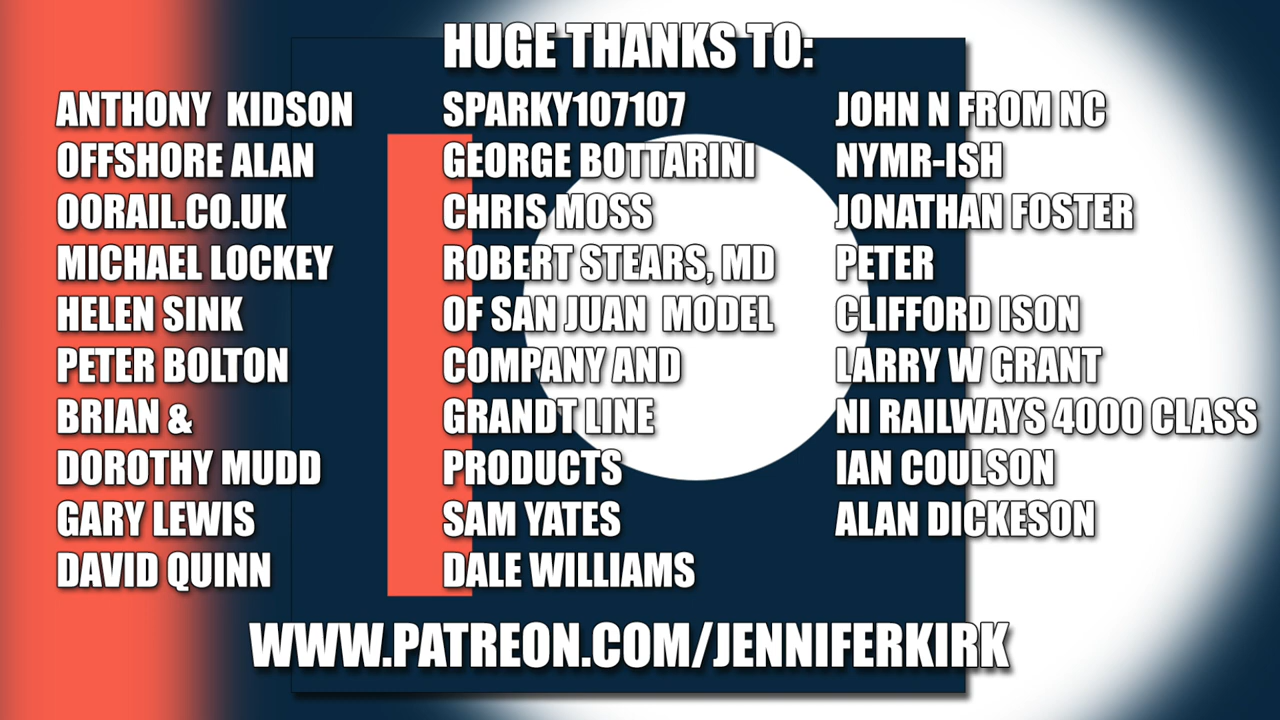 HUGE THANKS TO:
ANTHONY KIDSON
OFFSHORE ALAN
OORAIL.CO.UK
MICHAEL LOCKEY
HELEN SINK
PETER BOLTON
BRIAN &
DOROTHY MUDD
GARY LEWIS
DAVID QUINN
SPARKY107107
GEORGE BOTTARINI
CHRIS MOSS
ROBERT STEARS, MD
OF SAN JUAN MODEL
COMPANY AND
GRANDT LINE
PRODUCTS
SAM YATES
DALE WILLIAMS
JOHN N FROM NC
NYMR-ISH
JONATHAN FOSTER
PETER
CLIFFORD ISON
LARRY W GRANT
NI RAILWAYS 4000 CLASS
IAN COULSON
ALAN DICKESON
WWW.PATREON.COM/JENNIFERKIRK